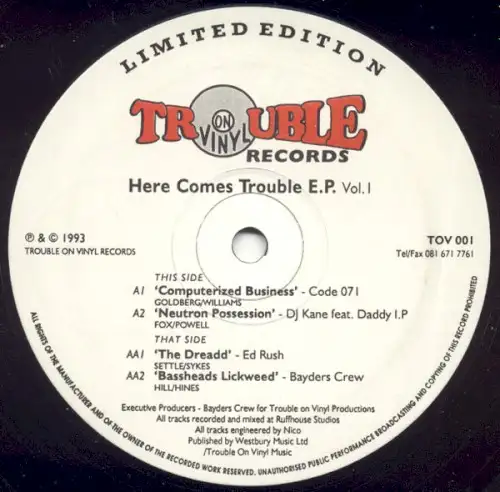 LIMITED EDITION
TROUBLE
ON
VINYL
RECORDS
Here Comes Trouble E.P. Vol.1
℗ & © 1993
TROUBLE ON VINYL RECORDS
TOV 001
Tel/Fax 081 671 7761
THIS SIDE
A1 'Computerized Business' - Code 071
GOLDBERG/WILLIAMS
A2 'Neutron Possession' - DJ Kane feat. Daddy I.P
FOX/POWELL
THAT SIDE
AA1 'The Dreadd' - Ed Rush
SETTLE/SYKES
AA2 'Bassheads Lickweed' - Bayders Crew
HILL/HINES
Executive Producers - Bayders Crew for Trouble on Vinyl Productions
All tracks recorded and mixed at Ruffhouse Studios
All tracks engineered by Nico
Published by Westbury Music Ltd
/Trouble On Vinyl Music
ALL RIGHTS OF THE MANUFACTURER AND OF THE OWNER OF THE RECORDED WORK RESERVED. UNAUTHORISED PUBLIC PERFORMANCE BROADCASTING AND COPYING OF THIS RECORD PROHIBITED